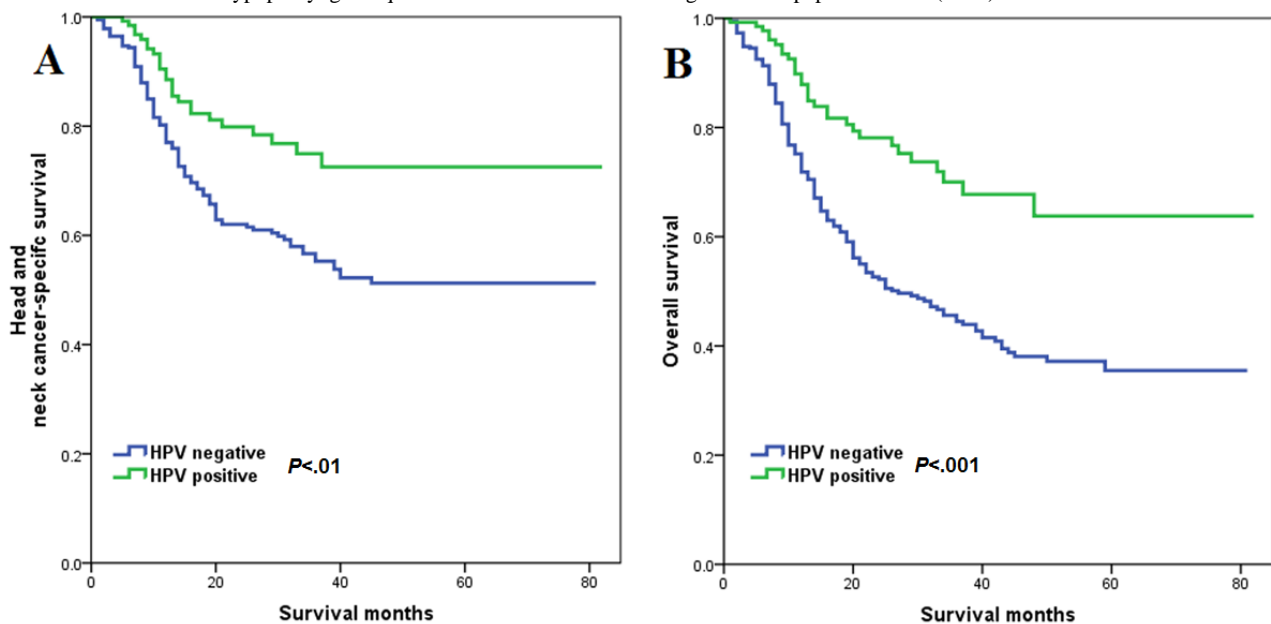 A
1.0
0.8
0.6
0.4
0.2
0.0
Head and
neck cancer-specifc survival
HPV negative
HPV positive
P<.01
0 20 40 60 80
Survival months
B
1.0
0.8
0.6
0.4
0.2
0.0
Overall survival
HPV negative
HPV positive
P<.001
0 20 40 60 80
Survival months